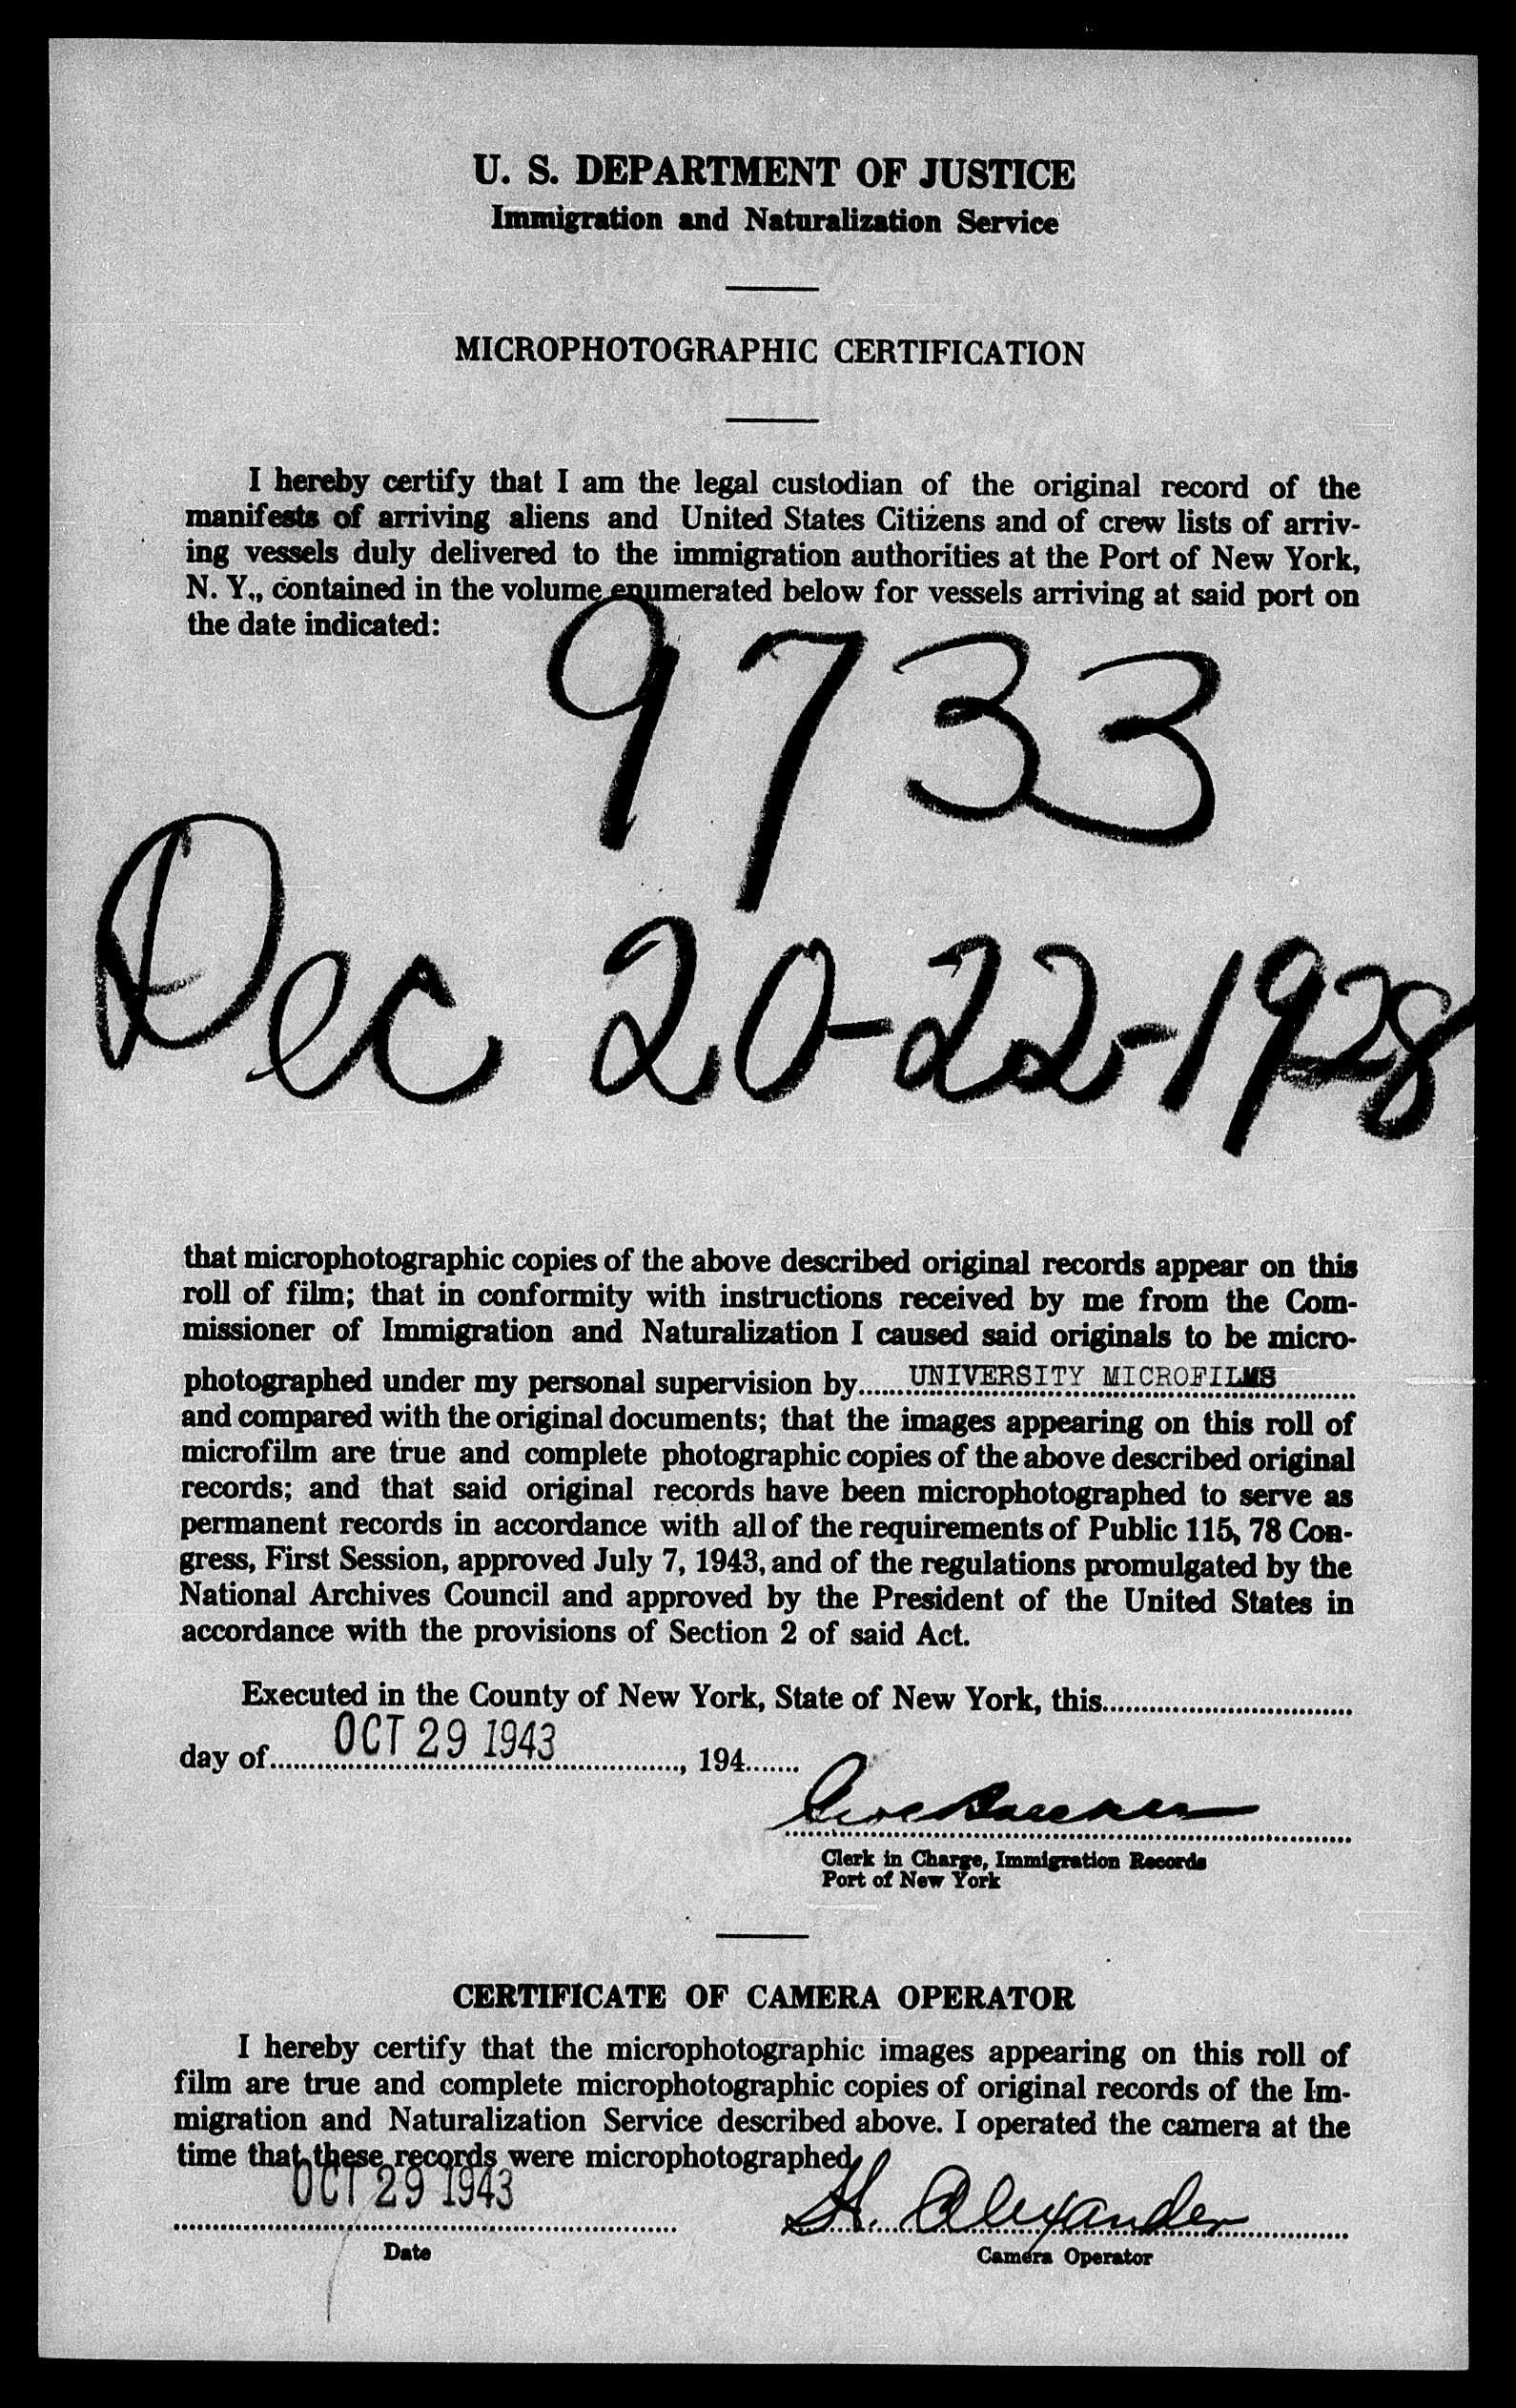 U. S. DEPARTMENT OF JUSTICE
Immigration and Naturalization Service
MICROPHOTOGRAPHIC CERTIFICATION
I hereby certify that I am the legal custodian of the original record of the
manifests of arriving aliens and United States Citizens and of crew lists of arriv-
ing vessels duly delivered to the immigration authorities at the Port of New York,
N. Y., contained in the volume enumerated below for vessels arriving at said port on
the date indicated:
9733
Dec 20-22-1928
that microphotographic copies of the above described original records appear on this
roll of film; that in conformity with instructions received by me from the Com-
missioner of Immigration and Naturalization I caused said originals to be micro-
photographed under my personal supervision by UNIVERSITY MICROFILMS
and compared with the original documents; that the images appearing on this roll of
microfilm are true and complete photographic copies of the above described original
records; and that said original records have been microphotographed to serve as
permanent records in accordance with all of the requirements of Public 115, 78 Con-
gress, First Session, approved July 7, 1943, and of the regulations promulgated by the
National Archives Council and approved by the President of the United States in
accordance with the provisions of Section 2 of said Act.
Executed in the County of New York, State of New York, this
day of OCT 29 1943, 194
Clerk in Charge, Immigration Records
Port of New York
CERTIFICATE OF CAMERA OPERATOR
I hereby certify that the microphotographic images appearing on this roll of
film are true and complete microphotographic copies of original records of the Im-
migration and Naturalization Service described above. I operated the camera at the
time that these records were microphotographed.
OCT 29 1943 H. Alexander
Date Camera Operator